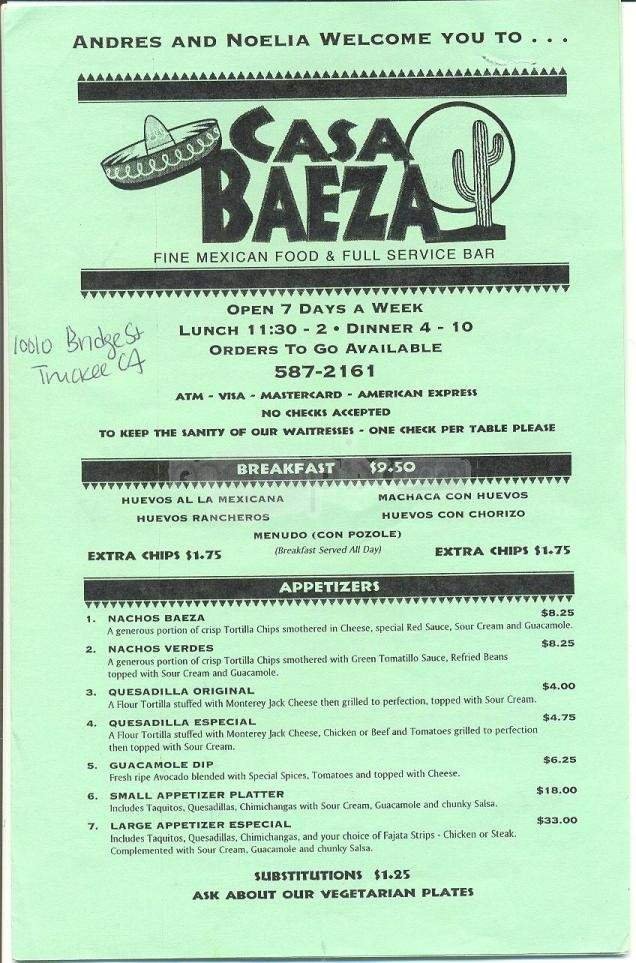 ANDRES AND NOELIA WELCOME YOU TO . . .
CASA
BAEZA
FINE MEXICAN FOOD & FULL SERVICE BAR
OPEN 7 DAYS A WEEK
LUNCH 11:30 - 2 • DINNER 4 - 10
ORDERS TO GO AVAILABLE
587-2161
10010 Bridge St
Truckee CA
ATM - VISA - MASTERCARD - AMERICAN EXPRESS
NO CHECKS ACCEPTED
TO KEEP THE SANITY OF OUR WAITRESSES - ONE CHECK PER TABLE PLEASE
BREAKFAST $9.50
HUEVOS AL LA MEXICANA MACHACA CON HUEVOS
HUEVOS RANCHEROS HUEVOS CON CHORIZO
MENUDO (CON POZOLE)
EXTRA CHIPS $1.75 (Breakfast Served All Day) EXTRA CHIPS $1.75
APPETIZERS
1. NACHOS BAEZA $8.25
A generous portion of crisp Tortilla Chips smothered in Cheese, special Red Sauce, Sour Cream and Guacamole.
2. NACHOS VERDES $8.25
A generous portion of crisp Tortilla Chips smothered with Green Tomatillo Sauce, Refried Beans
topped with Sour Cream and Guacamole.
3. QUESADILLA ORIGINAL $4.00
A Flour Tortilla stuffed with Monterey Jack Cheese then grilled to perfection, topped with Sour Cream.
4. QUESADILLA ESPECIAL $4.75
A Flour Tortilla stuffed with Monterey Jack Cheese, Chicken or Beef and Tomatoes grilled to perfection
then topped with Sour Cream.
5. GUACAMOLE DIP $6.25
Fresh ripe Avocado blended with Special Spices, Tomatoes and topped with Cheese.
6. SMALL APPETIZER PLATTER $18.00
Includes Taquitos, Quesadillas, Chimichangas with Sour Cream, Guacamole and chunky Salsa.
7. LARGE APPETIZER ESPECIAL $33.00
Includes Taquitos, Quesadillas, Chimichangas, and your choice of Fajata Strips - Chicken or Steak.
Complemented with Sour Cream, Guacamole and chunky Salsa.
SUBSTITUTIONS $1.25
ASK ABOUT OUR VEGETARIAN PLATES